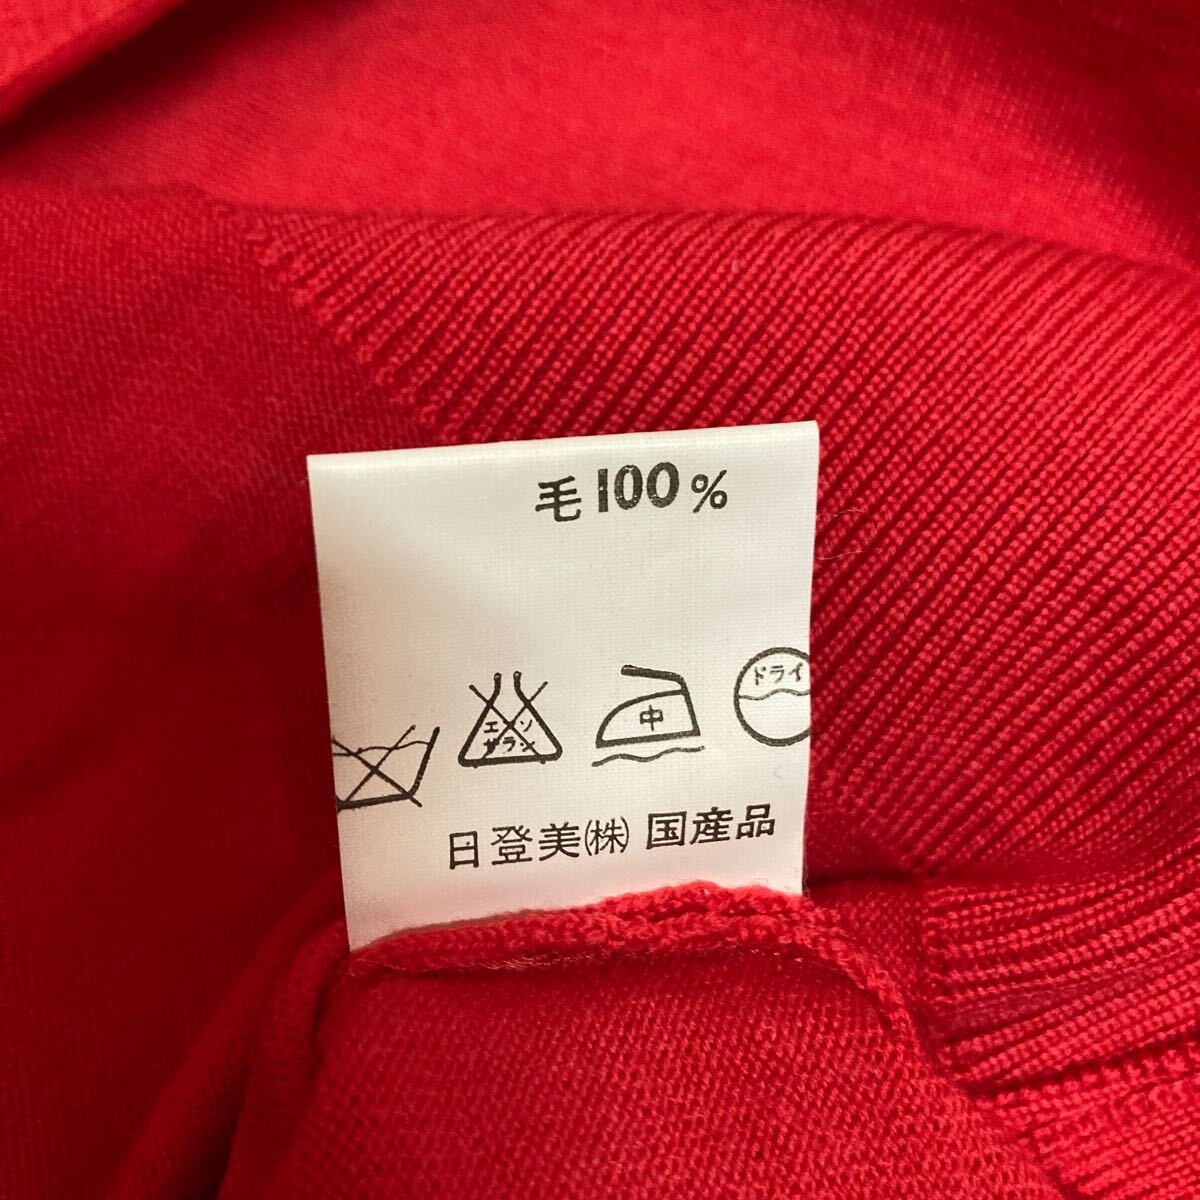 毛100%
エンソ
サラシ
中
ドライ
日登美㈱ 国産品